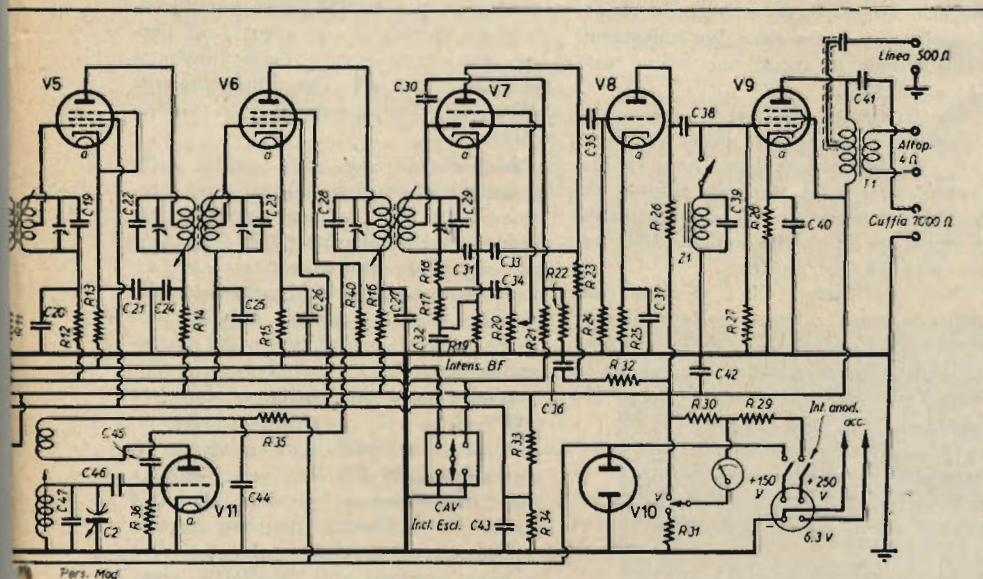 Linea 500 Ω
V5
V6
C30
V7
V8
V9
C38
C41
C35
Altop. 4 Ω
T1
Cuffia 7000 Ω
C19
C22
C23
C28
C29
R26
C39
R28
C40
Z1
R18
C31
C33
R22
R23
C34
C20
R12
R13
C21
C24
R14
C25
R15
C26
R40
R16
C27
C32
R17
R19
R20
R21
R24
R25
C37
R27
Intens. BF
R32
C42
C36
R30
R29
Int. anod.
acc.
C45
R35
R33
C46
C47
C2
R36
V11
C44
CAV
Incl. Escl.
C43
R34
V10
V
R31
+150 V
+250 V
6,3 V
Pers. Mod.